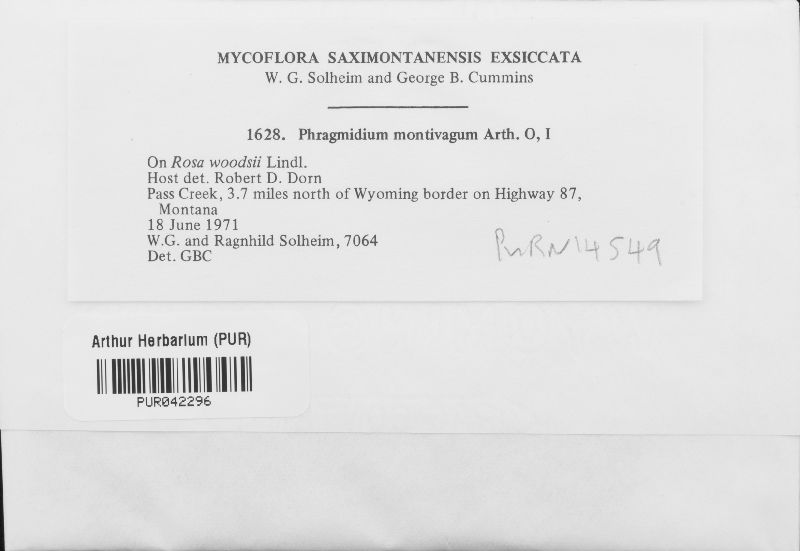 MYCOFLORA SAXIMONTANENSIS EXSICCATA
W. G. Solheim and George B. Cummins
1628. Phragmidium montivagum Arth. O, I
On Rosa woodsii Lindl.
Host det. Robert D. Dorn
Pass Creek, 3.7 miles north of Wyoming border on Highway 87,
Montana
18 June 1971
W.G. and Ragnhild Solheim, 7064
Det. GBC
PurN14549
Arthur Herbarium (PUR)
PUR042296